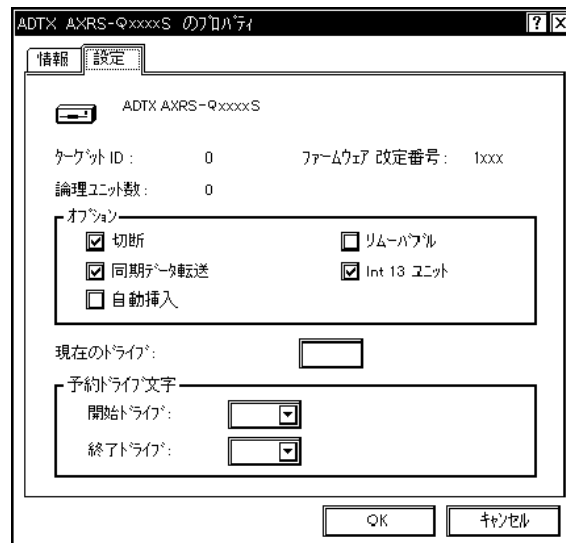 ADTX AXRS-QxxxxS のﾌﾟﾛﾊﾟﾃｨ
情報 設定
ADTX AXRS-QxxxxS
ﾀｰｹﾞｯﾄ ID : 0 ﾌｧｰﾑｳｪｱ 改定番号 : 1xxx
論理ﾕﾆｯﾄ数 : 0
ｵﾌﾟｼｮﾝ
切断 ﾘﾑｰﾊﾞﾌﾞﾙ
同期ﾃﾞｰﾀ転送 Int 13 ﾕﾆｯﾄ
自動挿入
現在のﾄﾞﾗｲﾌﾞ :
予約ﾄﾞﾗｲﾌﾞ文字
開始ﾄﾞﾗｲﾌﾞ :
終了ﾄﾞﾗｲﾌﾞ :
OK ｷｬﾝｾﾙ